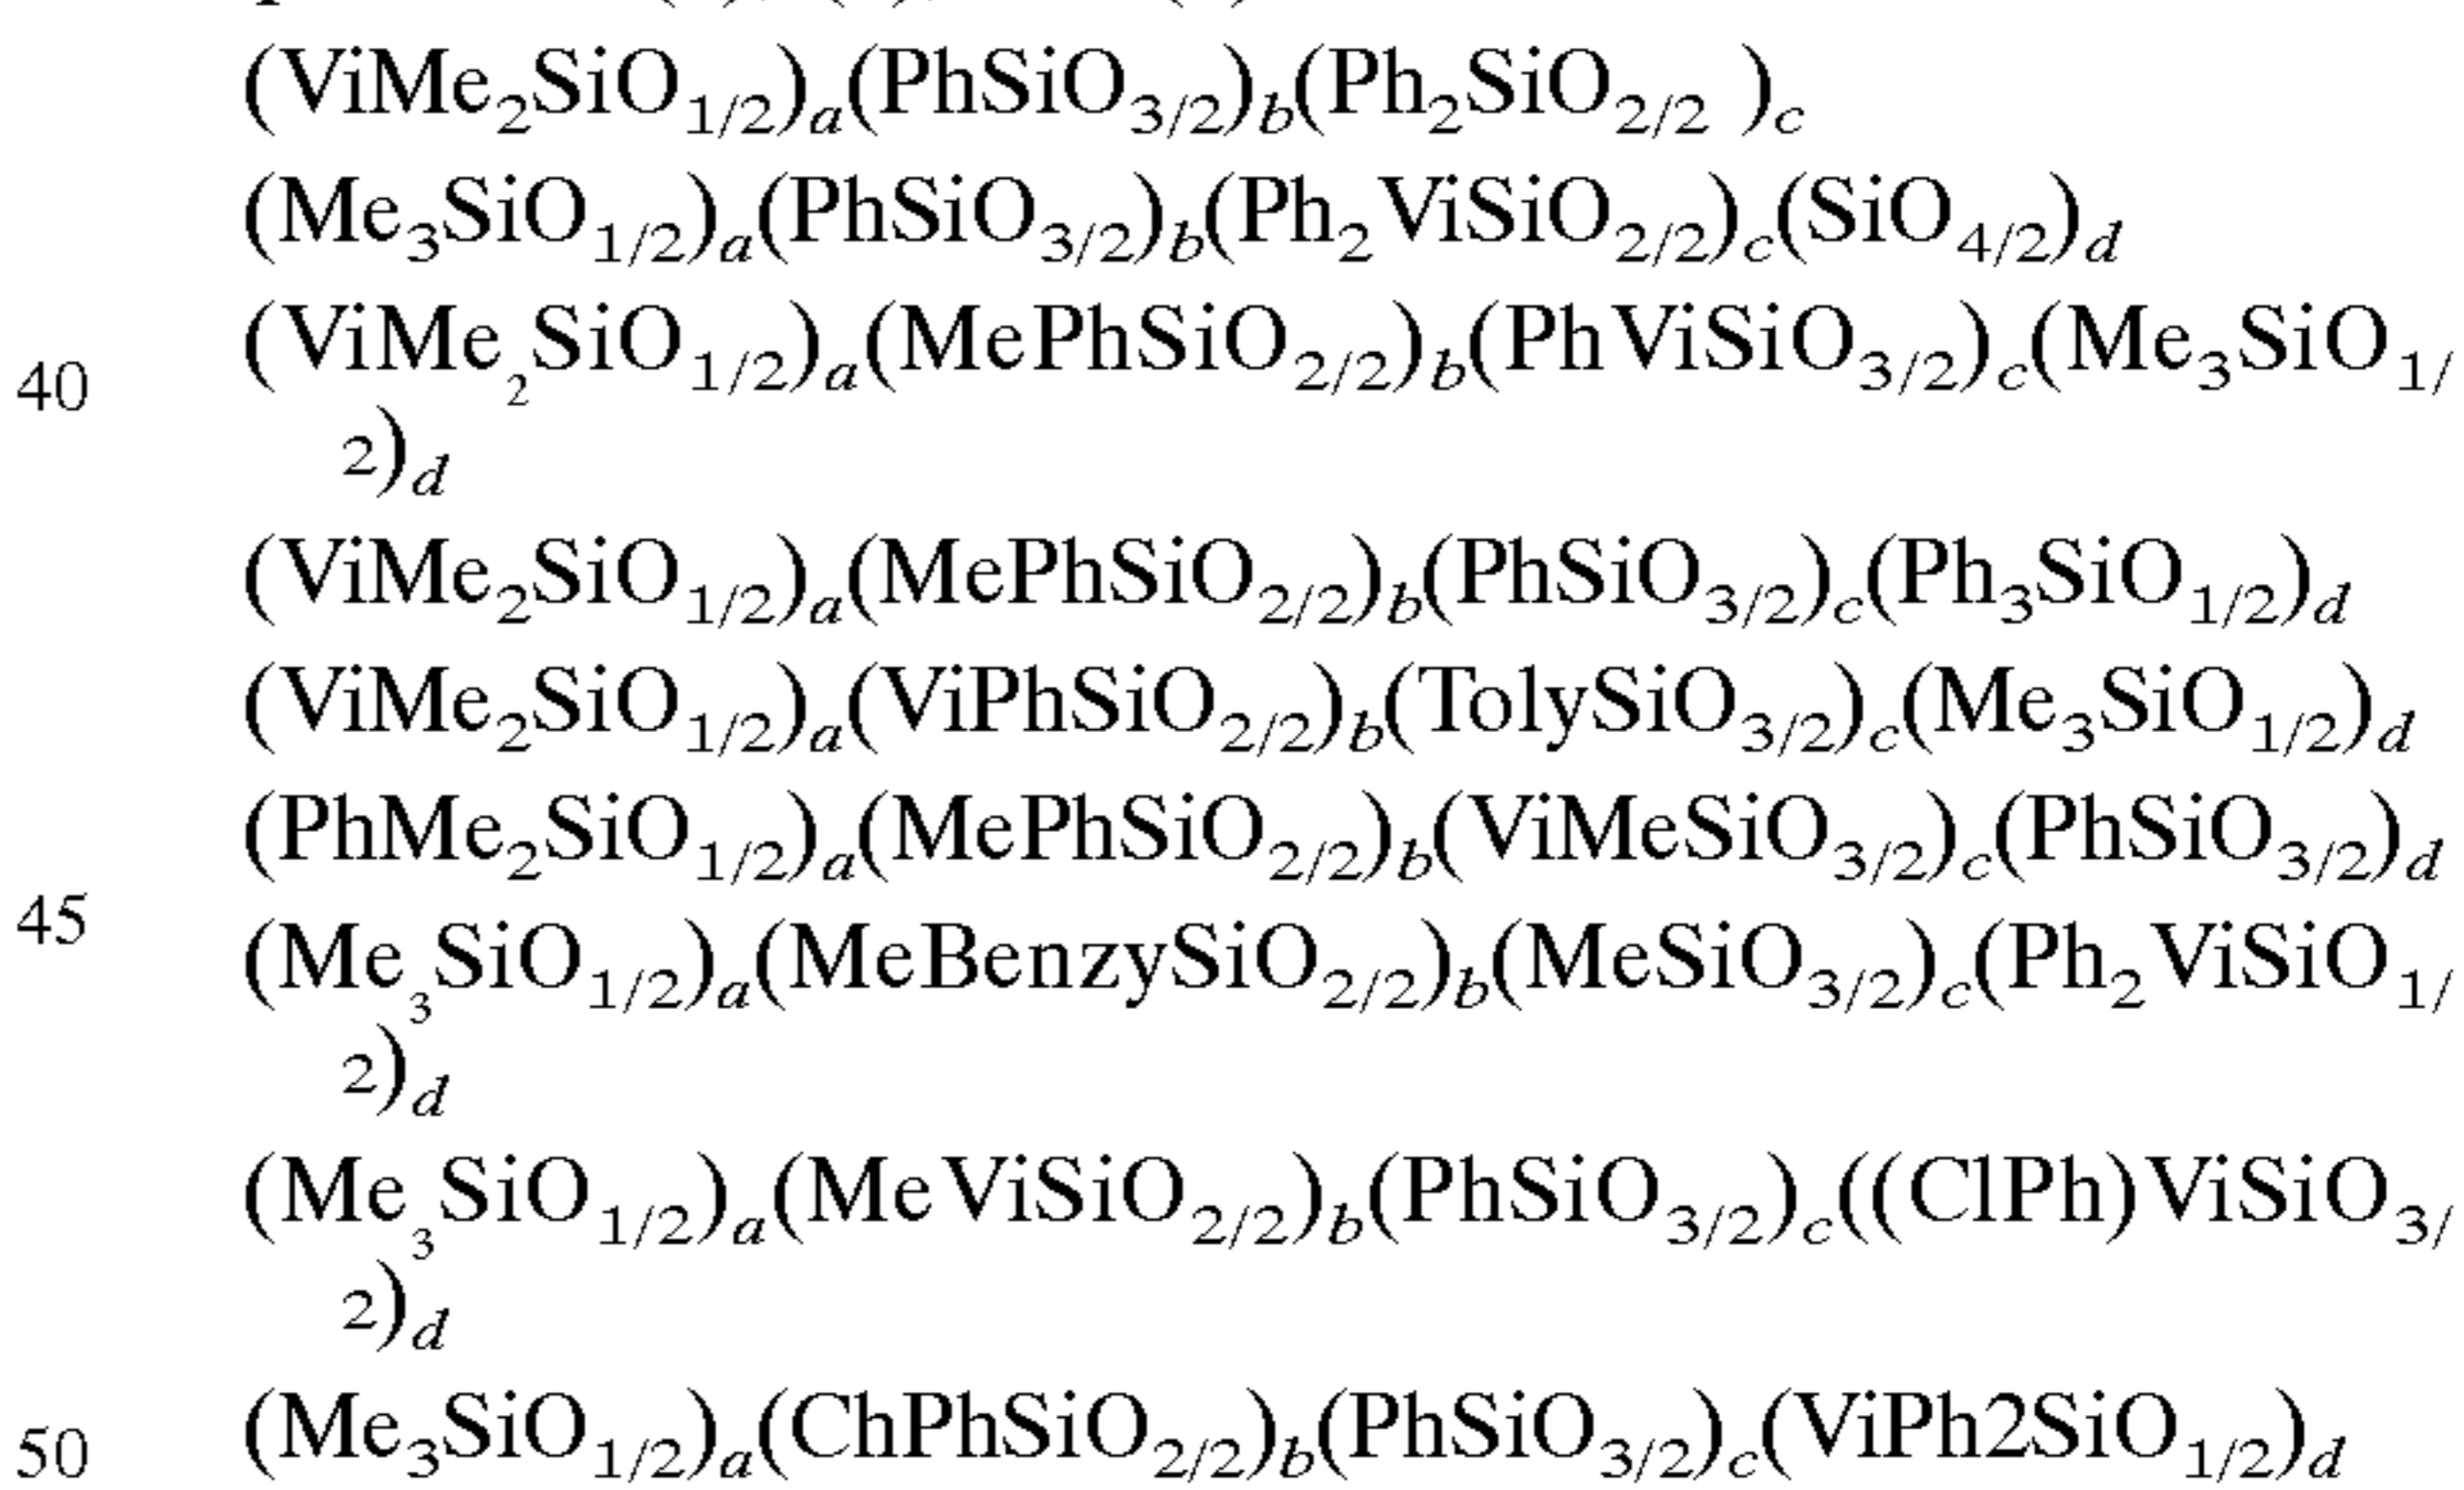 (ViMe₂SiO₁/₂)ₐ(PhSiO₃/₂)b(Ph₂SiO₂/₂ )c
(Me₃SiO₁/₂)ₐ(PhSiO₃/₂)b(Ph₂ViSiO₂/₂)c(SiO₄/₂)d
40 (ViMe₂SiO₁/₂)ₐ(MePhSiO₂/₂)b(PhViSiO₃/₂)c(Me₃SiO₁/
₂)d
(ViMe₂SiO₁/₂)ₐ(MePhSiO₂/₂)b(PhSiO₃/₂)c(Ph₃SiO₁/₂)d
(ViMe₂SiO₁/₂)ₐ(ViPhSiO₂/₂)b(TolySiO₃/₂)c(Me₃SiO₁/₂)d
(PhMe₂SiO₁/₂)ₐ(MePhSiO₂/₂)b(ViMeSiO₃/₂)c(PhSiO₃/₂)d
45 (Me₃SiO₁/₂)ₐ(MeBenzySiO₂/₂)b(MeSiO₃/₂)c(Ph₂ViSiO₁/
₂)d
(Me₃SiO₁/₂)ₐ(MeViSiO₂/₂)b(PhSiO₃/₂)c((ClPh)ViSiO₃/
₂)d
50 (Me₃SiO₁/₂)ₐ(ChPhSiO₂/₂)b(PhSiO₃/₂)c(ViPh2SiO₁/₂)d